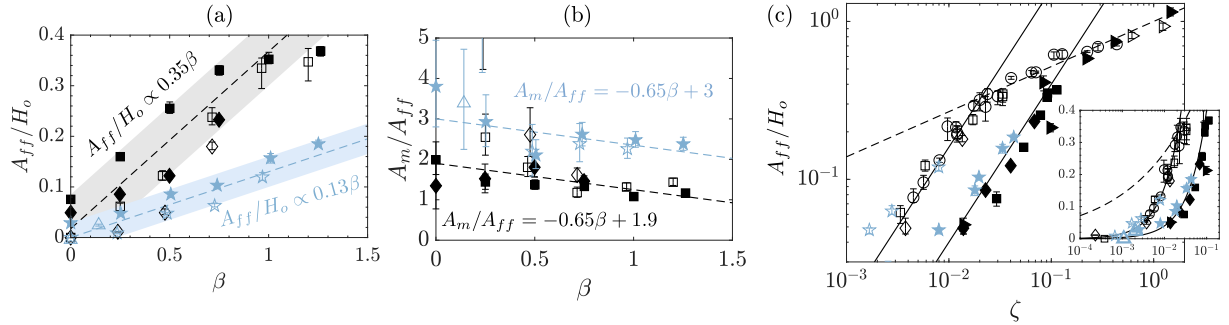 (a)
A_ff/H_o
0.4
0.3
0.2
0.1
0
A_ff/H_o ∝ 0.35β
A_ff/H_o ∝ 0.13β
0
0.5
1
1.5
β
(b)
A_m/A_ff
5
4
3
2
1
0
A_m/A_ff = −0.65β + 3
A_m/A_ff = −0.65β + 1.9
0
0.5
1
1.5
β
(c)
A_ff/H_o
10^0
10^-1
10^-3
10^-2
10^-1
10^0
ζ
0.4
0.3
0.2
0.1
0
10^-4
10^-3
10^-2
10^-1